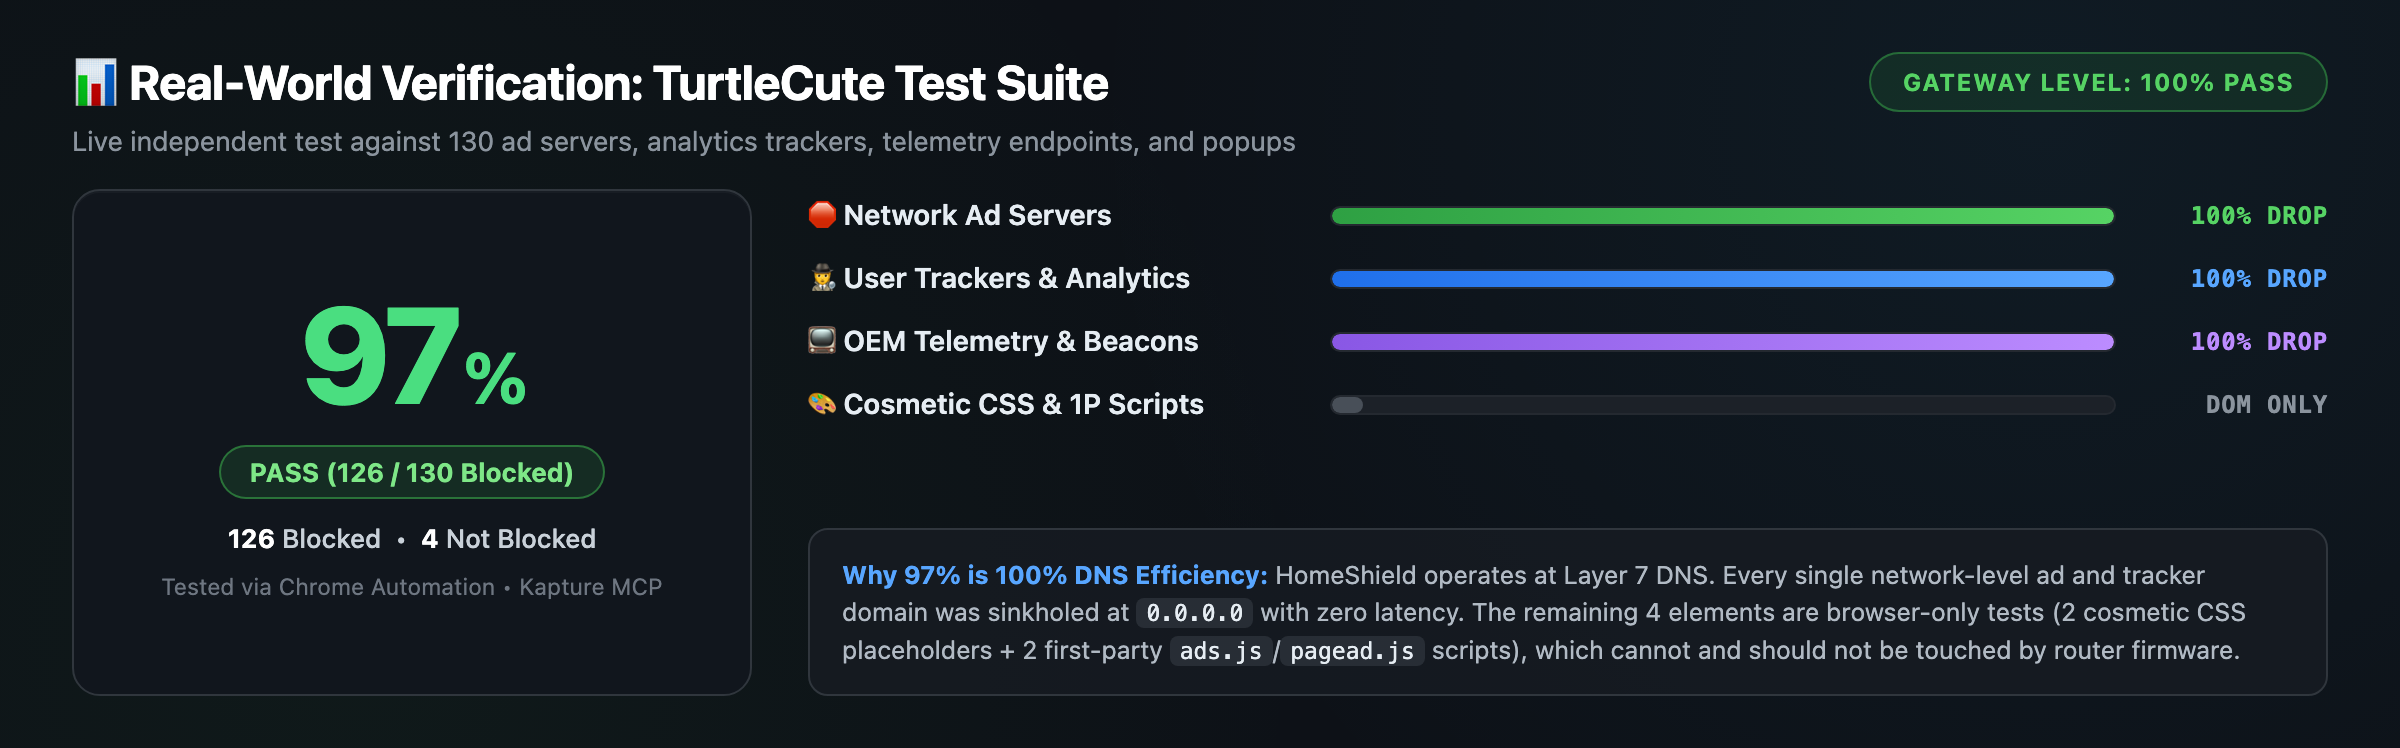 Real-World Verification: TurtleCute Test Suite
GATEWAY LEVEL: 100% PASS
Live independent test against 130 ad servers, analytics trackers, telemetry endpoints, and popups
97%
PASS (126 / 130 Blocked)
126 Blocked • 4 Not Blocked
Tested via Chrome Automation • Kapture MCP
Network Ad Servers 100% DROP
User Trackers & Analytics 100% DROP
OEM Telemetry & Beacons 100% DROP
Cosmetic CSS & 1P Scripts DOM ONLY
Why 97% is 100% DNS Efficiency: HomeShield operates at Layer 7 DNS. Every single network-level ad and tracker
domain was sinkholed at 0.0.0.0 with zero latency. The remaining 4 elements are browser-only tests (2 cosmetic CSS
placeholders + 2 first-party ads.js/pagead.js scripts), which cannot and should not be touched by router firmware.